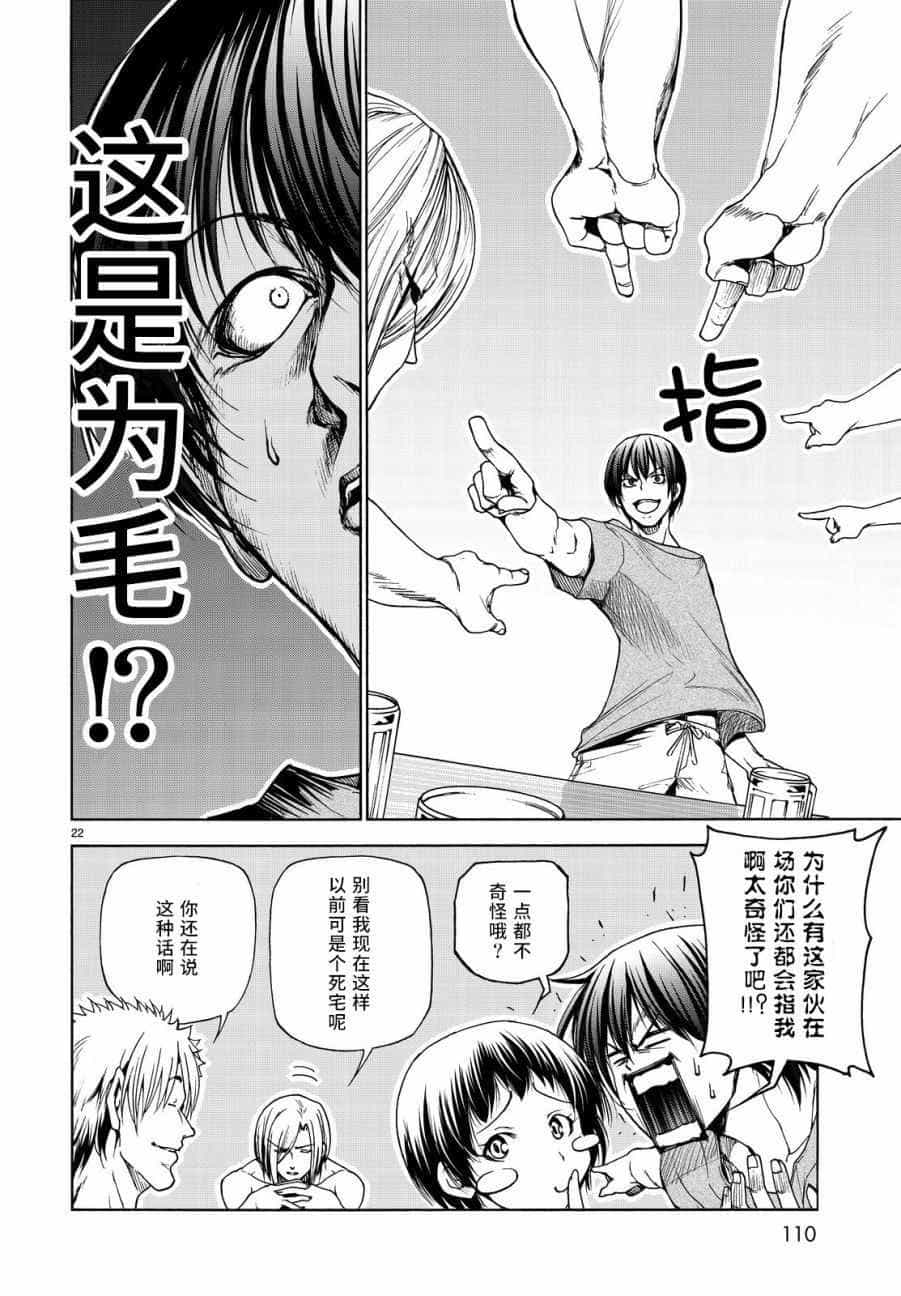 指
这是为毛!?
22
为什么有这家伙在
场你们还都会指我
啊太奇怪了吧!!?
一点都不
奇怪哦?
别看我现在这样
以前可是个死宅呢
你还在说
这种话啊
110